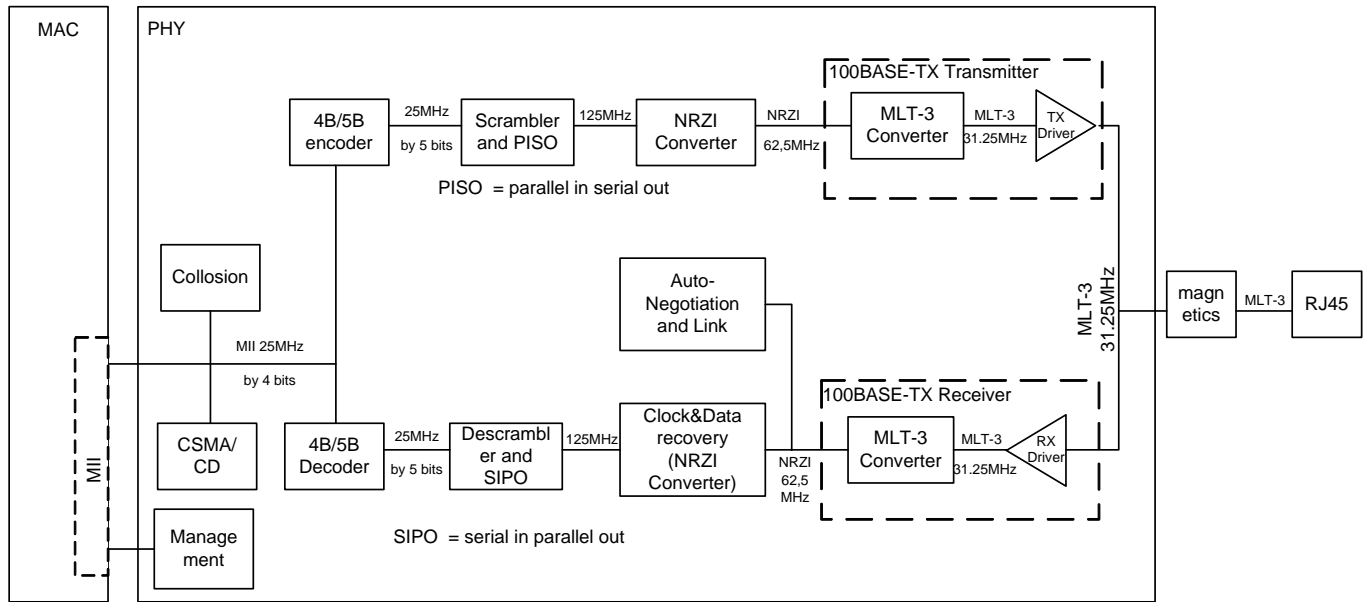 MAC
PHY
100BASE-TX Transmitter
4B/5B
encoder
25MHz
by 5 bits
Scrambler
and PISO
125MHz
NRZI
Converter
NRZI
62,5MHz
MLT-3
Converter
MLT-3
31.25MHz
TX
Driver
PISO = parallel in serial out
Collosion
Auto-
Negotiation
and Link
MLT-3
31.25MHz
magn
etics
MLT-3
RJ45
MII 25MHz
by 4 bits
MII
CSMA/
CD
4B/5B
Decoder
25MHz
by 5 bits
Descrambl
er and
SIPO
125MHz
Clock&Data
recovery
(NRZI
Converter)
NRZI
62,5
MHz
100BASE-TX Receiver
MLT-3
Converter
MLT-3
31.25MHz
RX
Driver
Manage
ment
SIPO = serial in parallel out